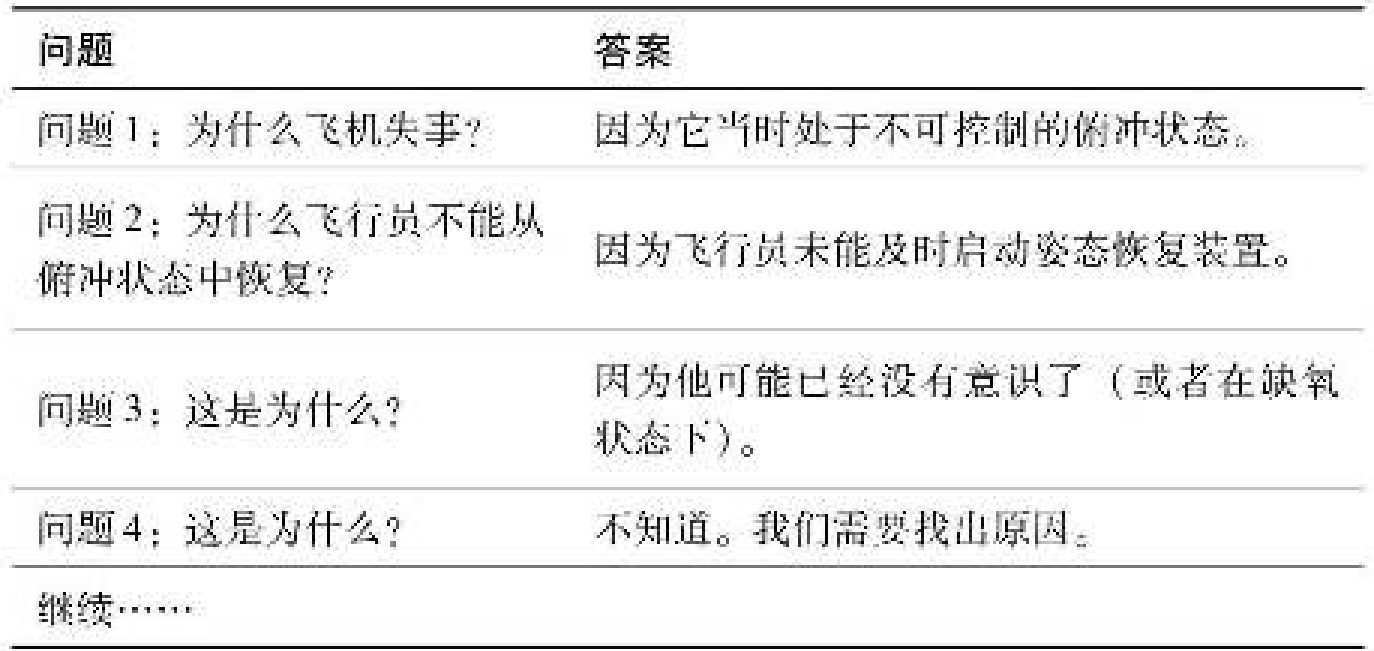 问题 答案
问题1：为什么飞机失事? 因为它当时处于不可控制的俯冲状态。
问题2：为什么飞行员不能从
俯冲状态中恢复?
因为飞行员未能及时启动姿态恢复装置。
问题3：这是为什么?
因为他可能已经没有意识了（或者在缺氧
状态下）。
问题4：这是为什么? 不知道。我们需要找出原因。
继续……